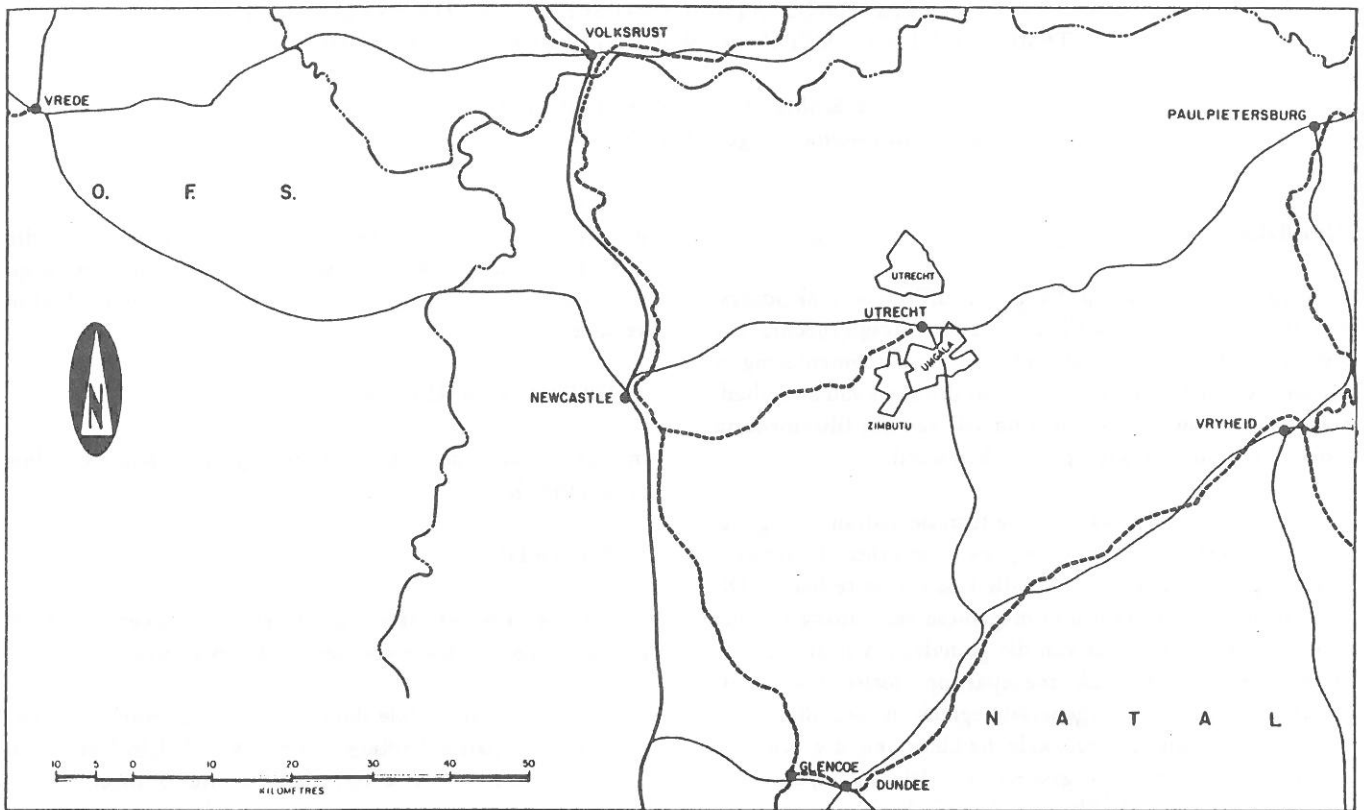 VOLKSRUST
VREDE
PAULPIETERSBURG
O. F. S.
UTRECHT
UTRECHT
UMGALA
N
NEWCASTLE
ZIMBUTU
VRYHEID
N A T A L
GLENCOE
DUNDEE
10 5 0 10 20 30 40 50
KILOMETRES